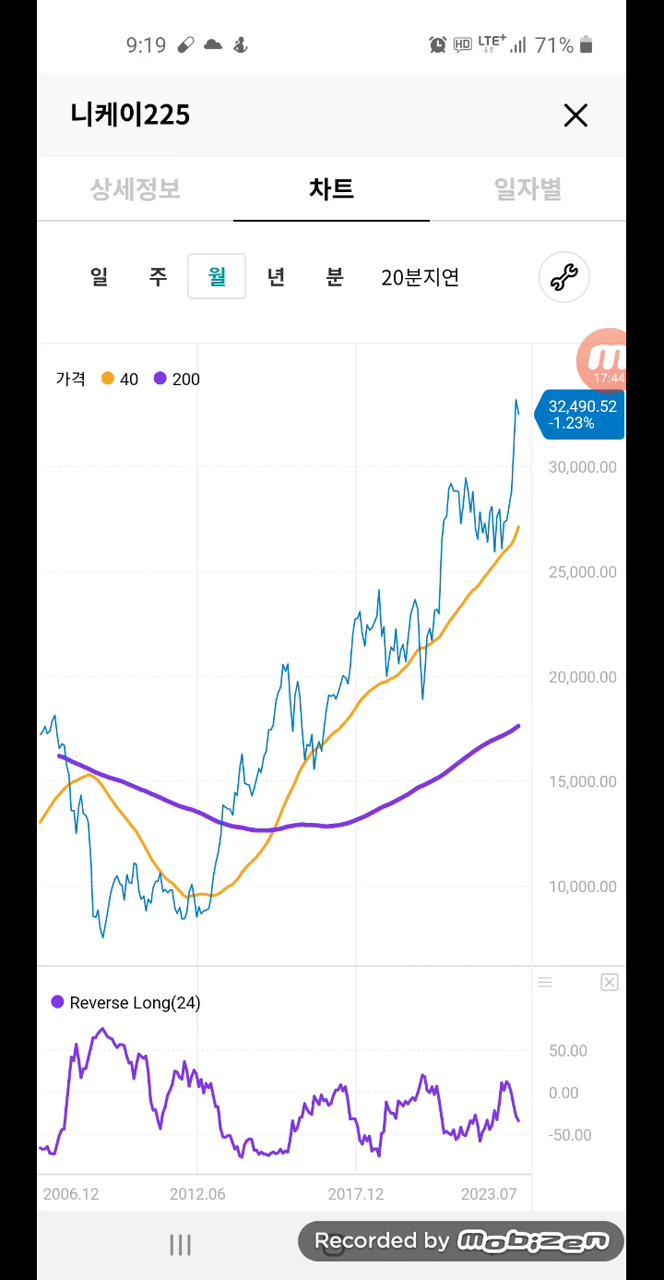 9:19 HD LTE+ 71%
니케이225
상세정보 차트 일자별
일 주 월 년 분 20분지연
가격 40 200
17:44
32,490.52
-1.23%
30,000.00
25,000.00
20,000.00
15,000.00
10,000.00
Reverse Long(24)
50.00
0.00
-50.00
2006.12 2012.06 2017.12 2023.07
Recorded by mobizen